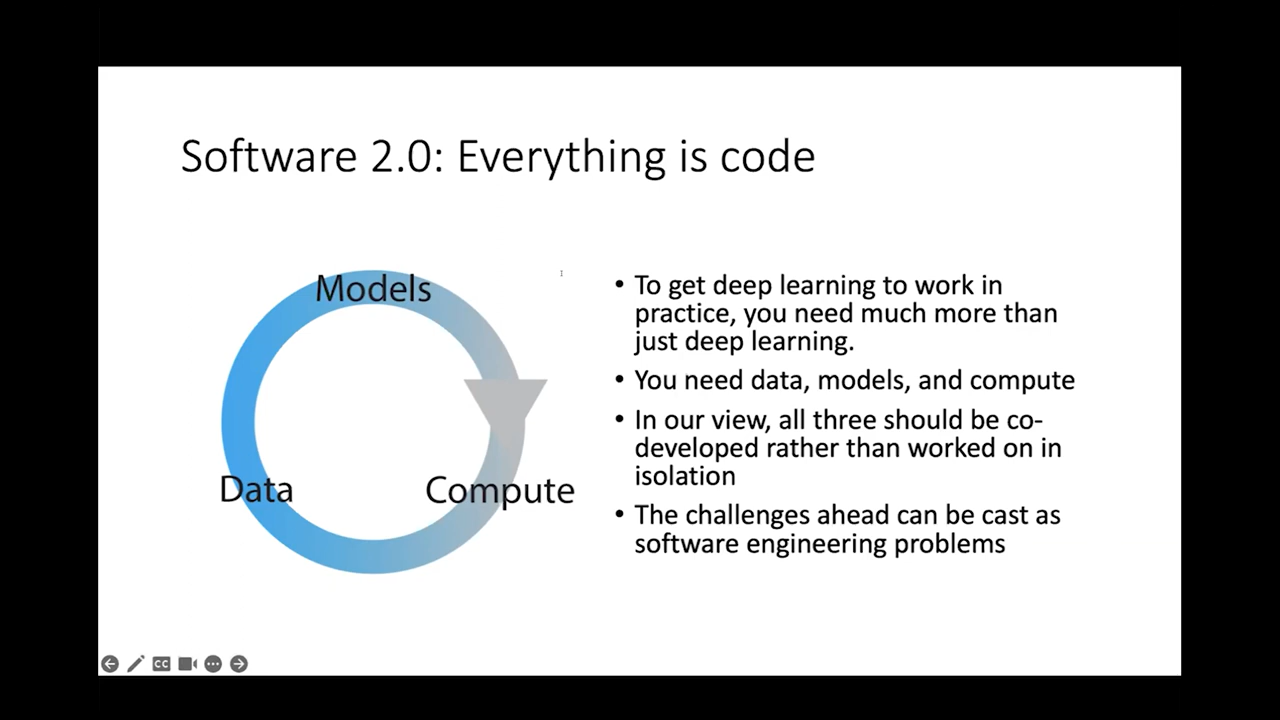 Software 2.0: Everything is code
Models
Data
Compute
• To get deep learning to work in
practice, you need much more than
just deep learning.
• You need data, models, and compute
• In our view, all three should be co-
developed rather than worked on in
isolation
• The challenges ahead can be cast as
software engineering problems
CC